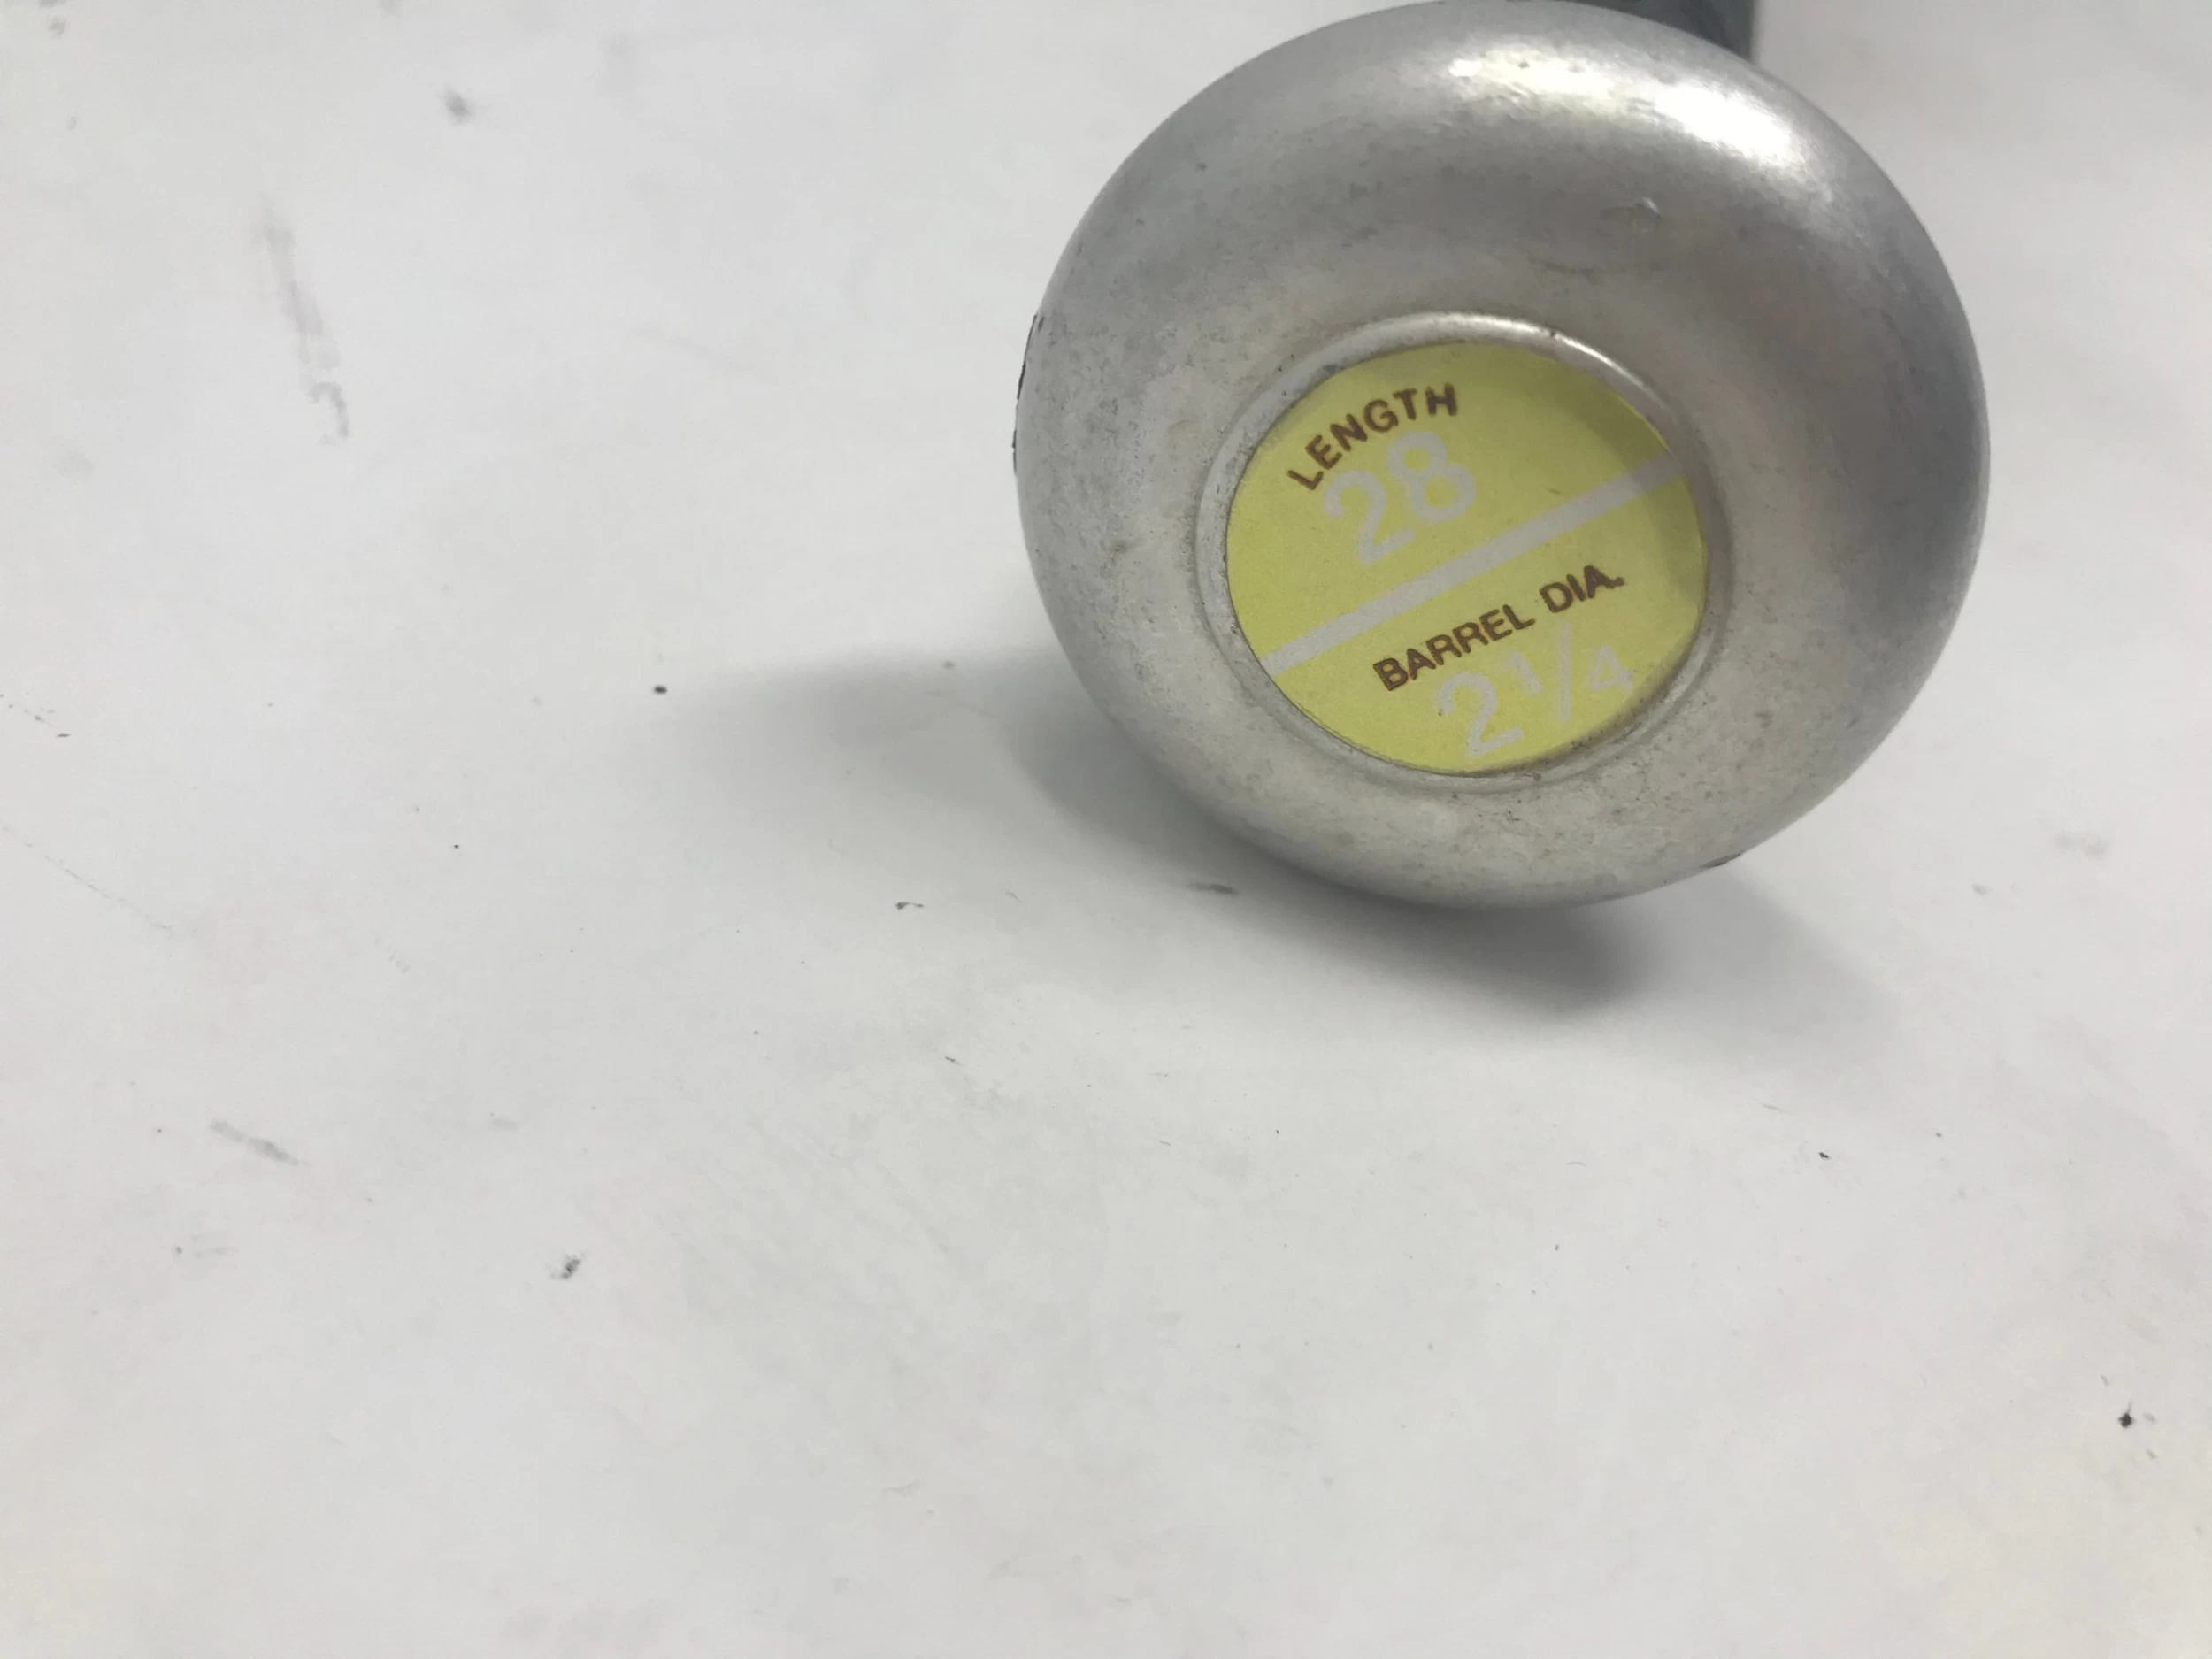 LENGTH
28
BARREL DIA.
2 1/4